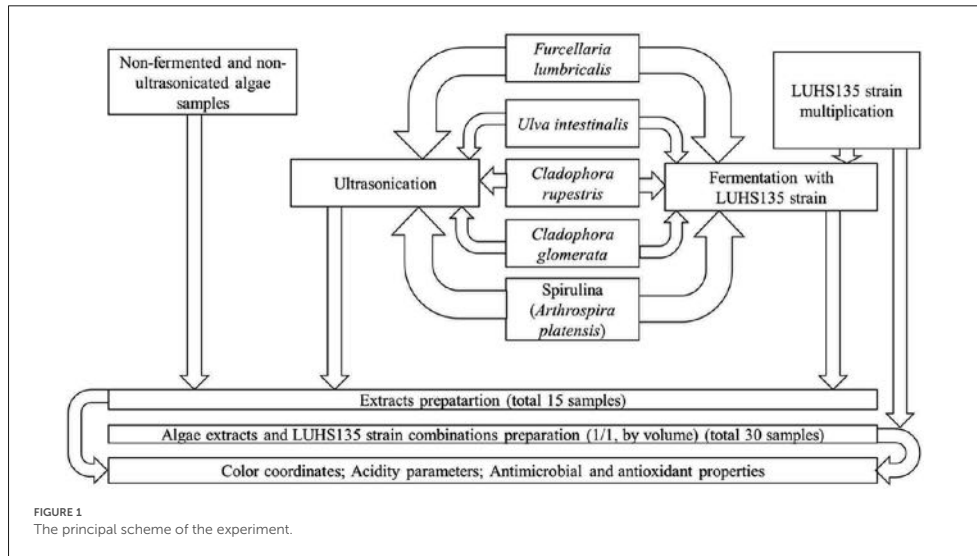 Non-fermented and non-
ultrasonicated algae
samples
Furcellaria
lumbricalis
LUHS135 strain
multiplication
Ulva intestinalis
Ultrasonication
Cladophora
rupestris
Fermentation with
LUHS135 strain
Cladophora
glomerata
Spirulina
(Arthrospira
platensis)
Extracts prepatartion (total 15 samples)
Algae extracts and LUHS135 strain combinations preparation (1/1, by volume) (total 30 samples)
Color coordinates; Acidity parameters; Antimicrobial and antioxidant properties
FIGURE 1
The principal scheme of the experiment.